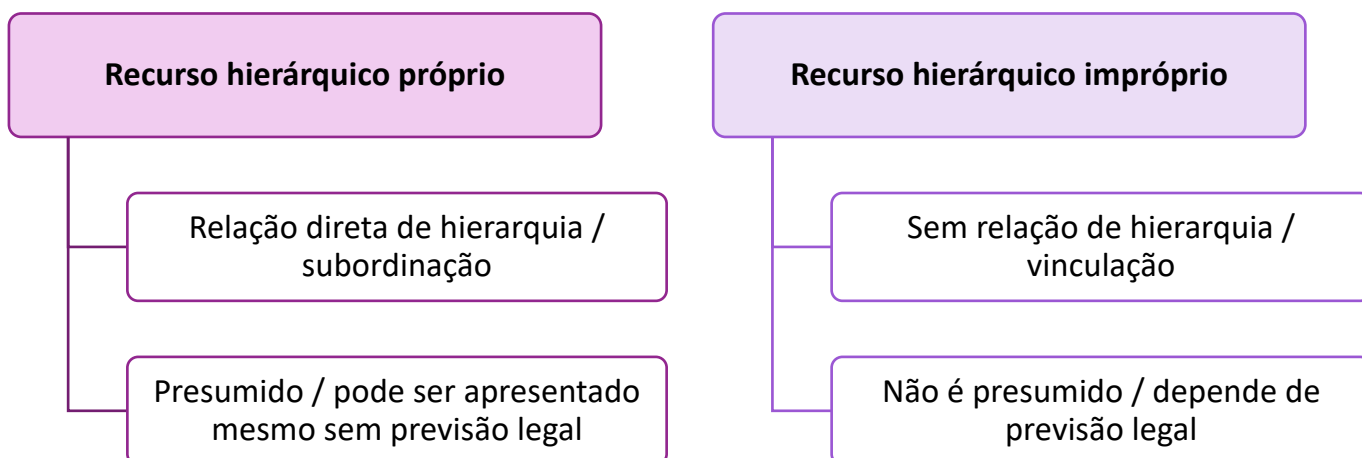 Recurso hierárquico próprio
Relação direta de hierarquia /
subordinação
Presumido / pode ser apresentado
mesmo sem previsão legal
Recurso hierárquico impróprio
Sem relação de hierarquia /
vinculação
Não é presumido / depende de
previsão legal